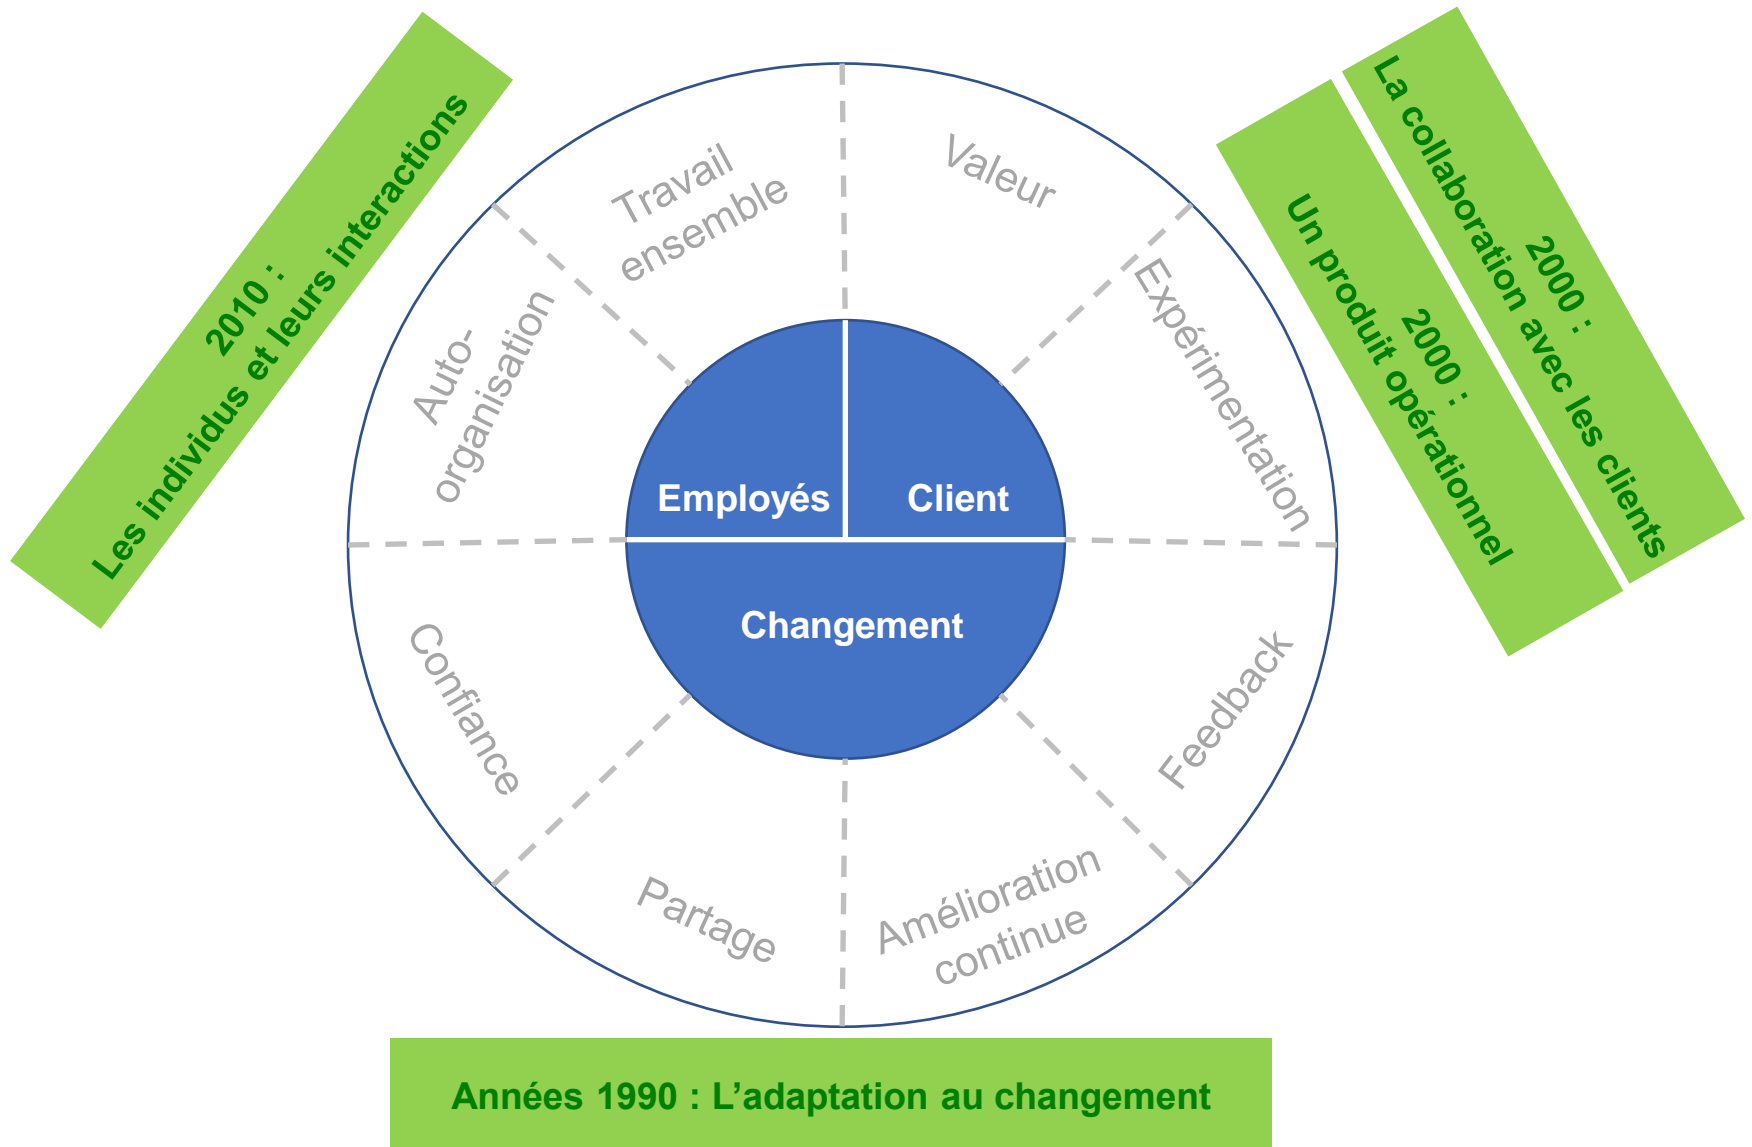 2010 :
Les individus et leurs interactions
2000 :
La collaboration avec les clients
2000 :
Un produit opérationnel
Travail
ensemble
Valeur
Auto-
organisation
Expérimentation
Employés
Client
Changement
Confiance
Feedback
Partage
Amélioration
continue
Années 1990 : L’adaptation au changement